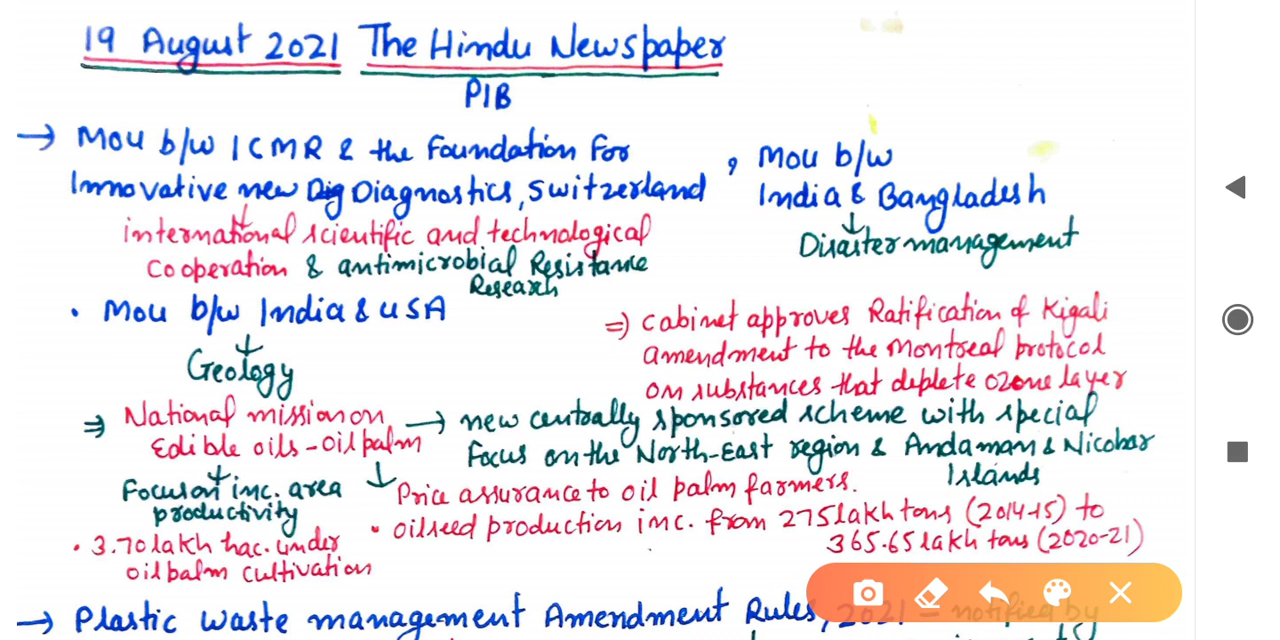 19 August 2021 The Hindu Newspaper
PIB
→ Mou b/w ICMR & the Foundation For
Innovative new Dig Diagnostics, Switzerland
↓
international scientific and technological
Cooperation & antimicrobial Resistance
Research
, Mou b/w
India & Bangladesh
↓
Disaster management
• Mou b/w India & USA
↓
Geology
⇒ Cabinet approves Ratification of Kigali
amendment to the Montreal protocol
on substances that deplete ozone layer
⇒ National mission on
Edible oils - oil palm
→ new centrally sponsored scheme with special
Focus on the North-East region & Andaman & Nicobar
Islands
↓
Focus on inc. area
productivity
↓ Price assurance to oil palm farmers.
• oilseed production inc. from 275 lakh tons (2014-15) to
365.65 lakh tons (2020-21)
• 3.70 lakh hac. under
oil palm cultivation
→ Plastic waste management Amendment Rules, 2021 - notified by